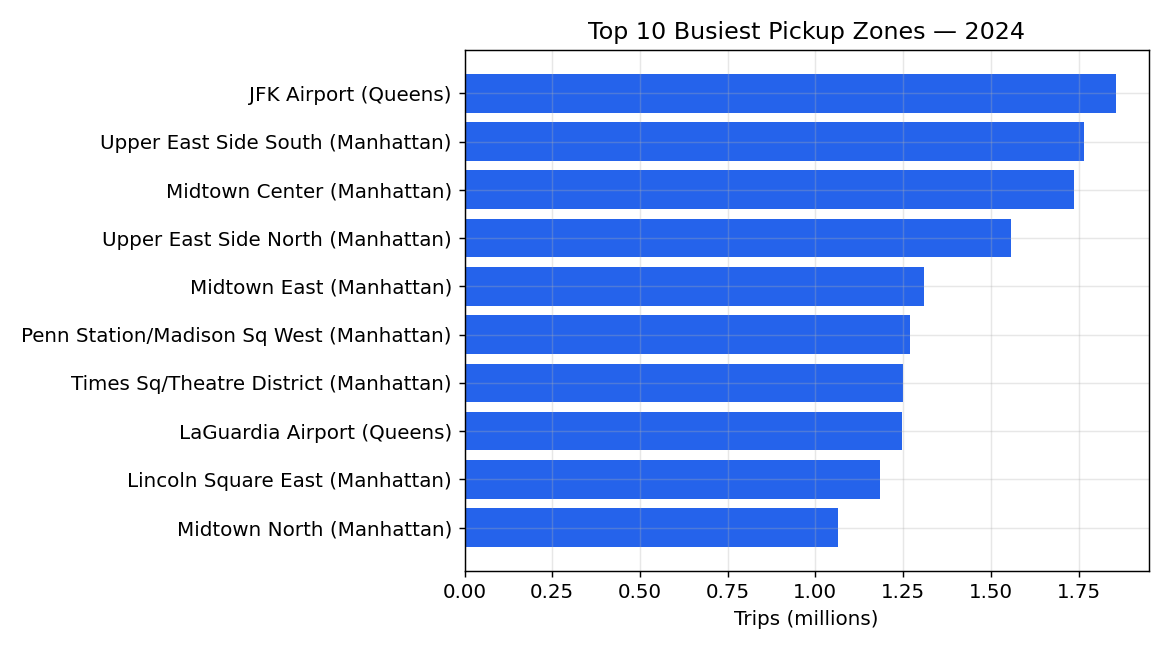 Top 10 Busiest Pickup Zones — 2024
JFK Airport (Queens)
Upper East Side South (Manhattan)
Midtown Center (Manhattan)
Upper East Side North (Manhattan)
Midtown East (Manhattan)
Penn Station/Madison Sq West (Manhattan)
Times Sq/Theatre District (Manhattan)
LaGuardia Airport (Queens)
Lincoln Square East (Manhattan)
Midtown North (Manhattan)
0.00 0.25 0.50 0.75 1.00 1.25 1.50 1.75
Trips (millions)